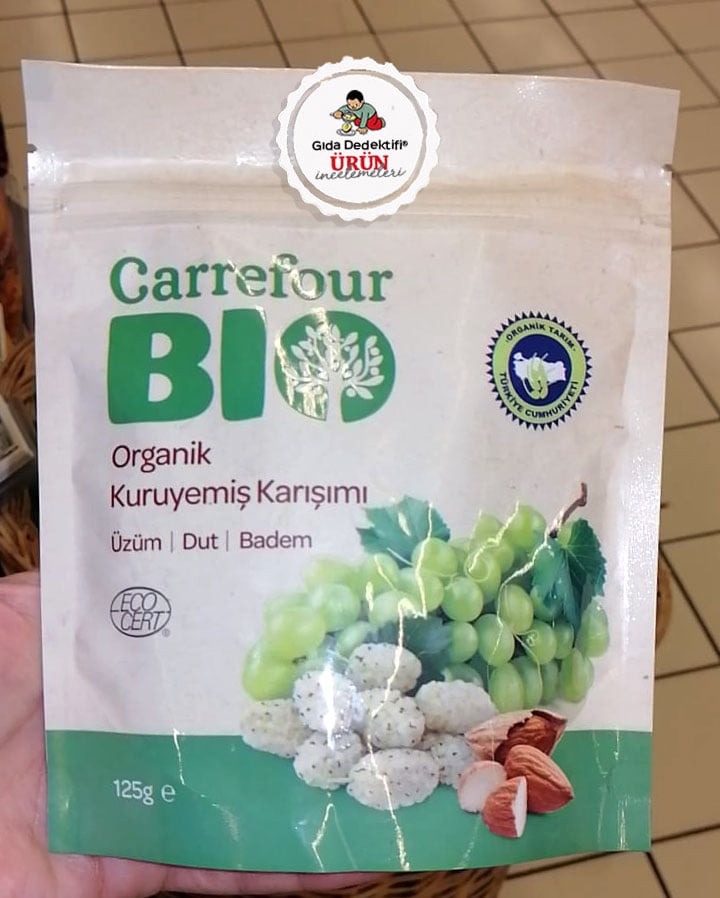 Gıda Dedektifi®
ÜRÜN
incelemeleri
Carrefour
BIO
ORGANİK TARIM
TÜRKİYE CUMHURİYETİ
Organik
Kuruyemiş Karışımı
Üzüm | Dut | Badem
ECO
CERT®
125g e